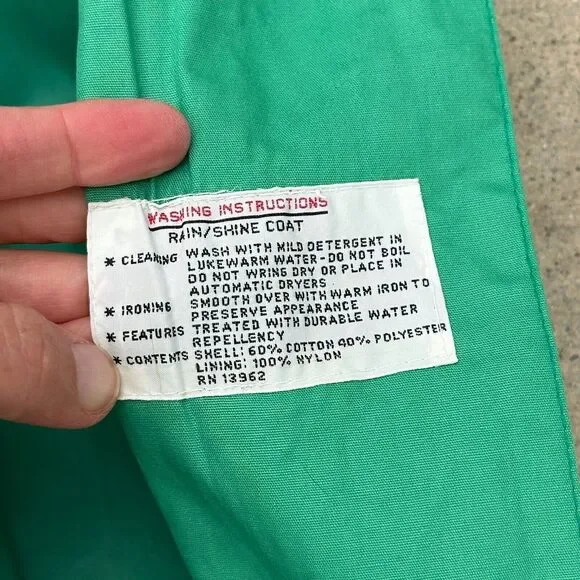 WASHING INSTRUCTIONS
RAIN/SHINE COAT
* CLEANING WASH WITH MILD DETERGENT IN
LUKEWARM WATER-DO NOT BOIL
DO NOT WRING DRY OR PLACE IN
AUTOMATIC DRYERS
* IRONING SMOOTH OVER WITH WARM IRON TO
PRESERVE APPEARANCE
* FEATURES TREATED WITH DURABLE WATER
REPELLENCY
* CONTENTS SHELL: 60% COTTON 40% POLYESTER
LINING: 100% NYLON
RN 13962